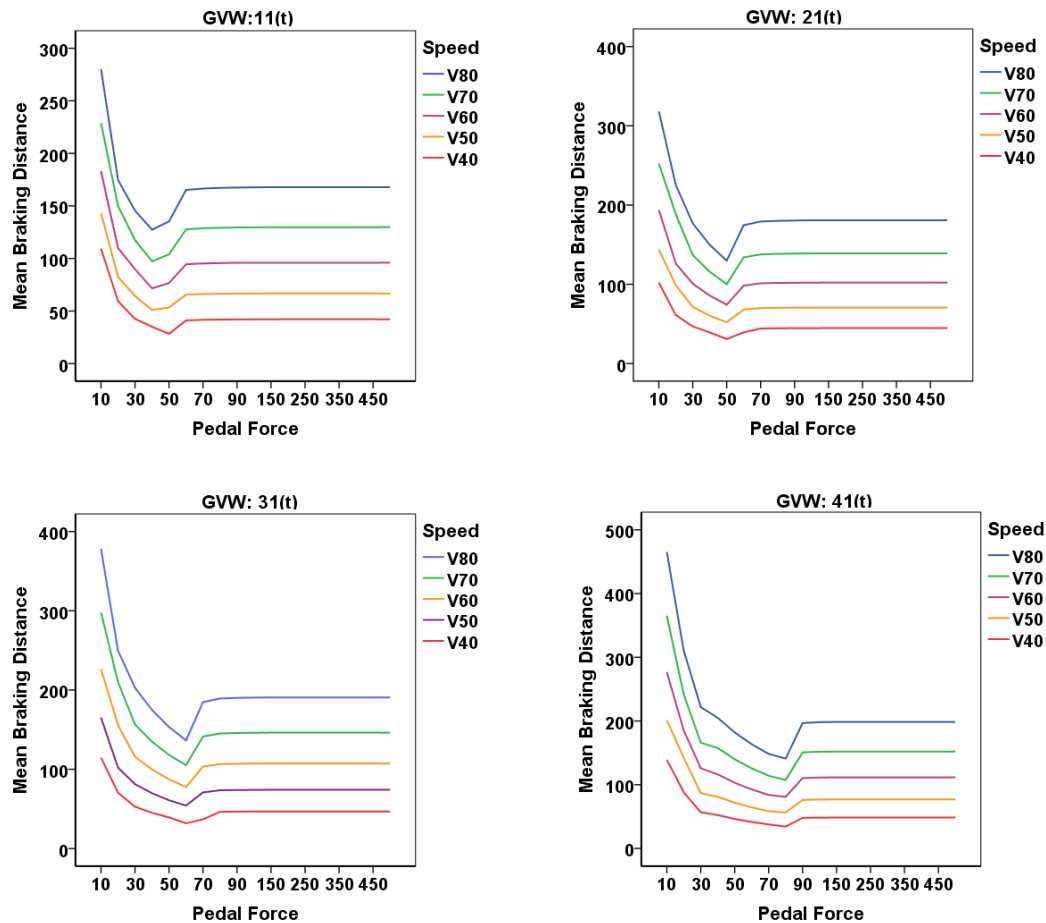 GVW:11(t)
Mean Braking Distance
300
250
200
150
100
50
0
10 30 50 70 90 150 250 350 450
Pedal Force
Speed
V80
V70
V60
V50
V40
GVW: 21(t)
Mean Braking Distance
400
300
200
100
0
10 30 50 70 90 150 250 350 450
Pedal Force
Speed
V80
V70
V60
V50
V40
GVW: 31(t)
Mean Braking Distance
400
300
200
100
0
10 30 50 70 90 150 250 350 450
Pedal Force
Speed
V80
V70
V60
V50
V40
GVW: 41(t)
Mean Braking Distance
500
400
300
200
100
0
10 30 50 70 90 150 250 350 450
Pedal Force
Speed
V80
V70
V60
V50
V40